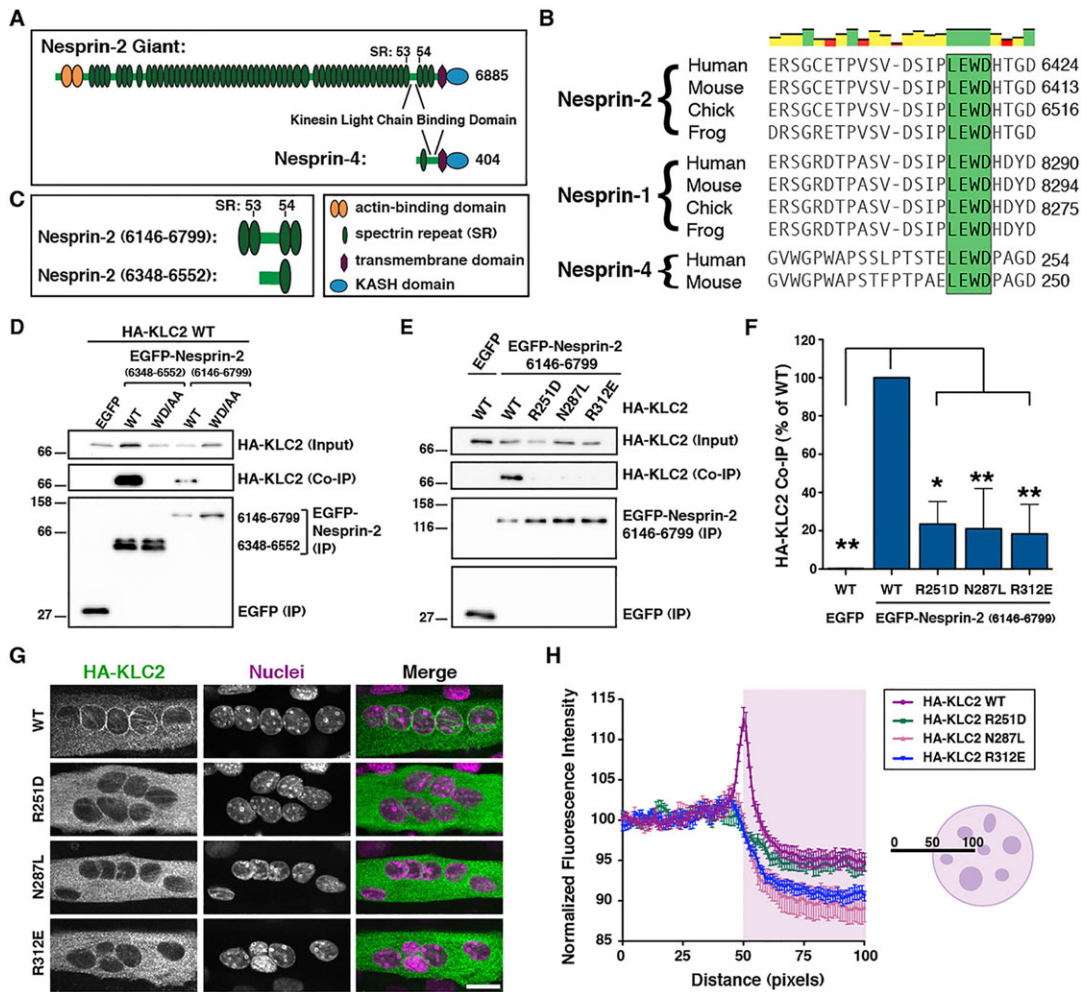 A
Nesprin-2 Giant:
SR: 53 54
6885
Kinesin Light Chain Binding Domain
Nesprin-4:
404
B
Nesprin-2
Human ERSGCETPVSV-DSIPLEWDHTGD 6424
Mouse ERSGCETPVSV-DSIPLEWDHTGD 6413
Chick ERSGCETPVSV-DSIPLEWDHTGD 6516
Frog DRSGRETPVSV-DSIPLEWDHTGD
Nesprin-1
Human ERSGRDTPASV-DSIPLEWDHDYD 8290
Mouse ERSGRDTPASV-DSIPLEWDHDYD 8294
Chick ERSGRDTPASV-DSIPLEWDHDYD 8275
Frog ERSGRDTPASV-DSIPLEWDHDYD
Nesprin-4
Human GVWGPWAPSSLPTSTELEWDPAGD 254
Mouse GVWGPWAPSTFPTPAELEWDPAGD 250
C
SR: 53 54
Nesprin-2 (6146-6799):
Nesprin-2 (6348-6552):
actin-binding domain
spectrin repeat (SR)
transmembrane domain
KASH domain
D
HA-KLC2 WT
EGFP-Nesprin-2
(6348-6552) (6146-6799)
EGFP WT WD/AA WT WD/AA
66 HA-KLC2 (Input)
66 HA-KLC2 (Co-IP)
158
66
6146-6799
6348-6552
EGFP-Nesprin-2 (IP)
27 EGFP (IP)
E
EGFP EGFP-Nesprin-2
6146-6799
WT WT R251D N287L R312E HA-KLC2
66 HA-KLC2 (Input)
66 HA-KLC2 (Co-IP)
158
116
EGFP-Nesprin-2
6146-6799 (IP)
27 EGFP (IP)
F
HA-KLC2 Co-IP (% of WT)
120
100
80
60
40
20
0
** * ** **
WT WT R251D N287L R312E
EGFP EGFP-Nesprin-2 (6146-6799)
G
HA-KLC2 Nuclei Merge
WT
R251D
N287L
R312E
H
Normalized Fluorescence Intensity
115
110
105
100
95
90
85
0 25 50 75 100
Distance (pixels)
HA-KLC2 WT
HA-KLC2 R251D
HA-KLC2 N287L
HA-KLC2 R312E
0 50 100